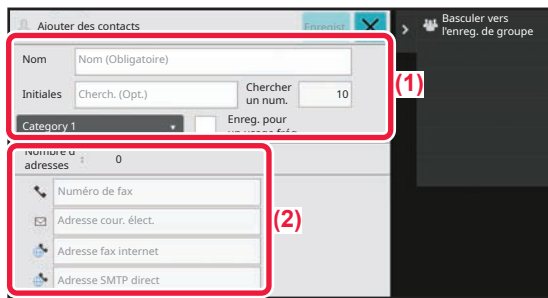 Ajouter des contacts
Enregist.
Basculer vers
l'enreg. de groupe
Nom
Nom (Obligatoire)
(1)
Initiales
Cherch. (Opt.)
Chercher
un num.
10
Category 1
Enreg. pour
un usage fréq.
Nombre d'
adresses
:
0
Numéro de fax
Adresse cour. élect.
(2)
Adresse fax internet
Adresse SMTP direct